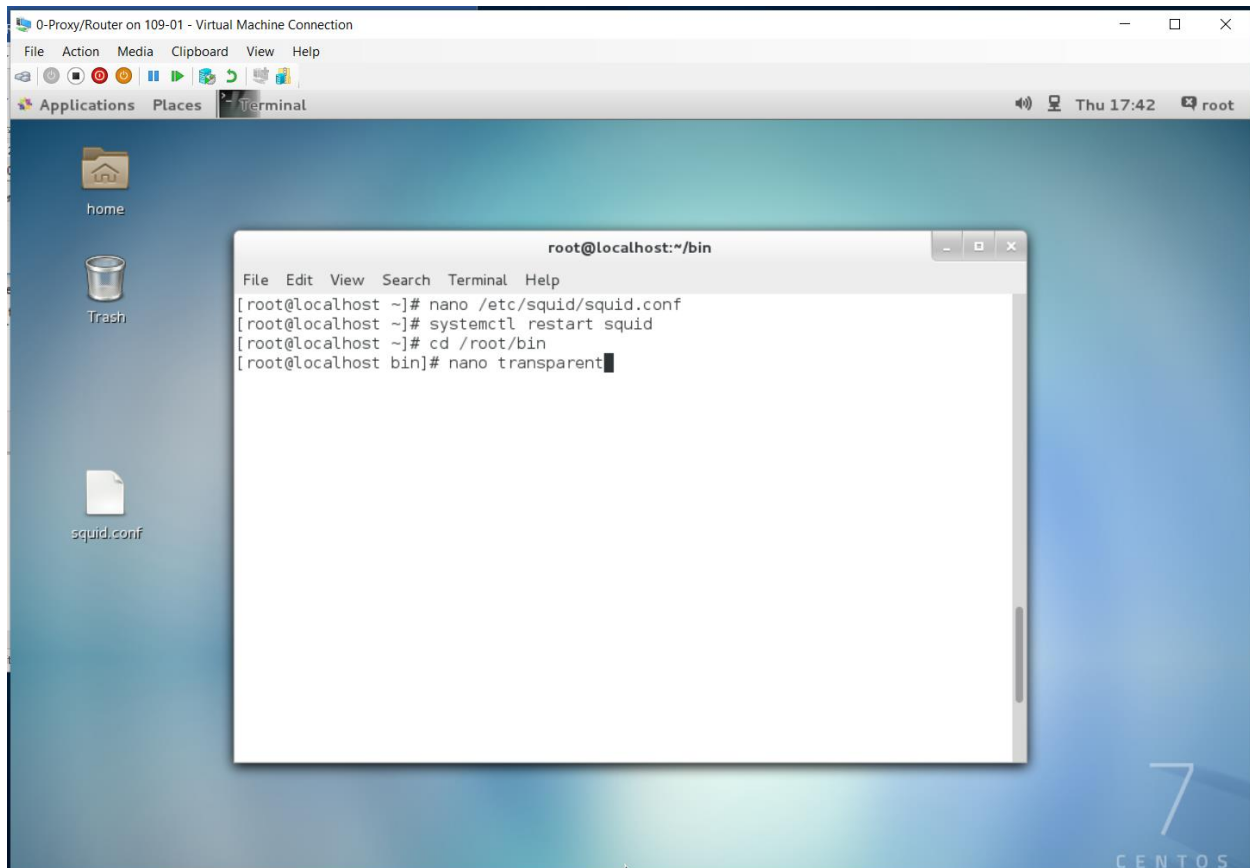 0-Proxy/Router on 109-01 - Virtual Machine Connection
File Action Media Clipboard View Help
Applications Places Terminal Thu 17:42 root
home
Trash
squid.conf
root@localhost:~/bin
File Edit View Search Terminal Help
[root@localhost ~]# nano /etc/squid/squid.conf
[root@localhost ~]# systemctl restart squid
[root@localhost ~]# cd /root/bin
[root@localhost bin]# nano transparent
7
CENTOS